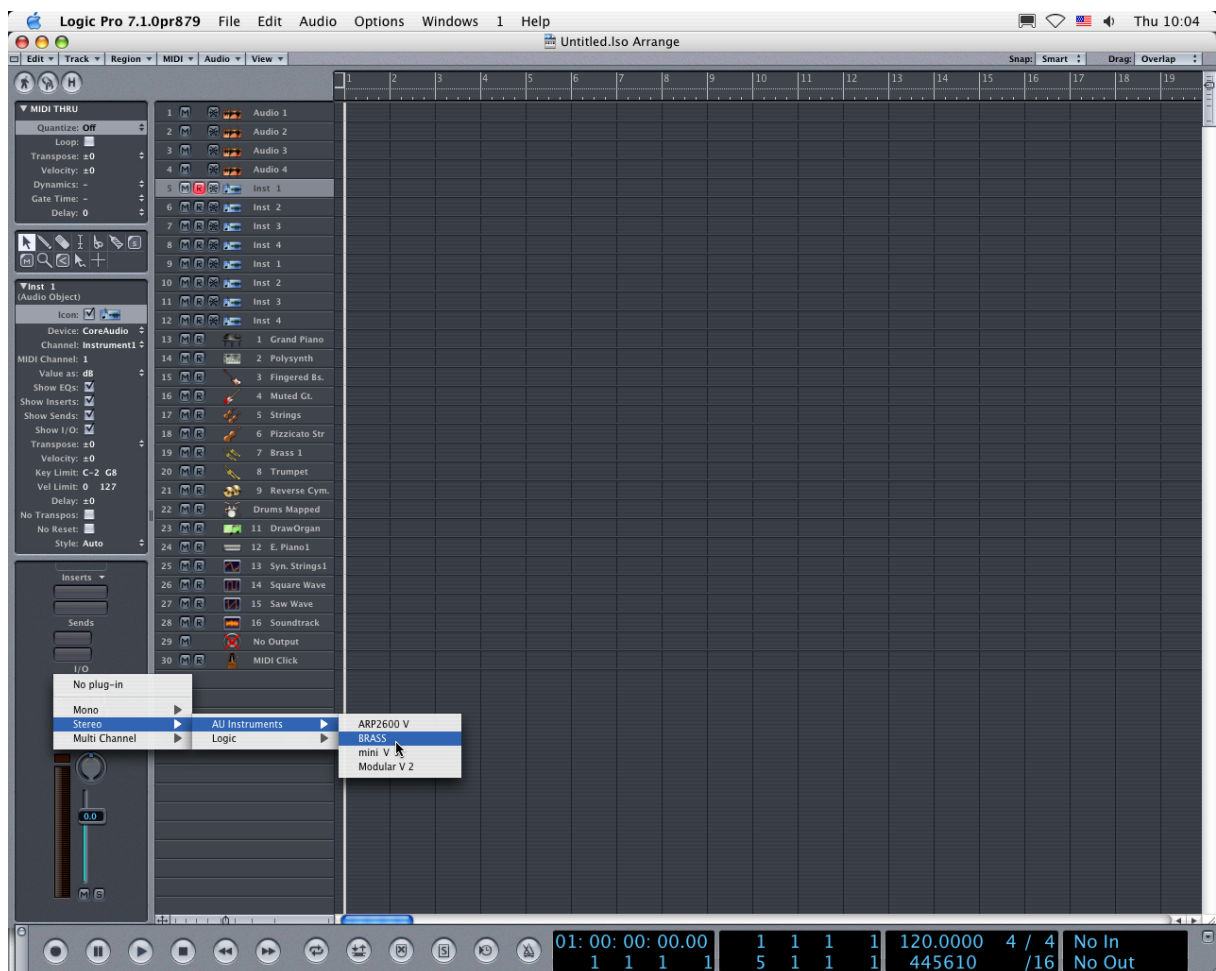 Logic Pro 7.1.0pr879 File Edit Audio Options Windows 1 Help Thu 10:04
Untitled.lso Arrange
Edit Track Region MIDI Audio View Snap: Smart Drag: Overlap
H
1 2 3 4 5 6 7 8 9 10 11 12 13 14 15 16 17 18 19
MIDI THRU
Quantize: Off
Loop:
Transpose: ±0
Velocity: ±0
Dynamics: –
Gate Time: –
Delay: 0
Inst 1
(Audio Object)
Icon:
Device: CoreAudio
Channel: Instrument1
MIDI Channel: 1
Value as: dB
Show EQs:
Show Inserts:
Show Sends:
Show I/O:
Transpose: ±0
Velocity: ±0
Key Limit: C-2 G8
Vel Limit: 0 127
Delay: ±0
No Transpos:
No Reset:
Style: Auto
Inserts
Sends
I/O
0.0
M S
1 M Audio 1
2 M Audio 2
3 M Audio 3
4 M Audio 4
5 M R Inst 1
6 M R Inst 2
7 M R Inst 3
8 M R Inst 4
9 M R Inst 1
10 M R Inst 2
11 M R Inst 3
12 M R Inst 4
13 M R 1 Grand Piano
14 M R 2 Polysynth
15 M R 3 Fingered Bs.
16 M R 4 Muted Gt.
17 M R 5 Strings
18 M R 6 Pizzicato Str
19 M R 7 Brass 1
20 M R 8 Trumpet
21 M R 9 Reverse Cym.
22 M R Drums Mapped
23 M R 11 DrawOrgan
24 M R 12 E. Piano1
25 M R 13 Syn. Strings1
26 M R 14 Square Wave
27 M R 15 Saw Wave
28 M R 16 Soundtrack
29 M No Output
30 M R MIDI Click
No plug-in
Mono
Stereo
Multi Channel
AU Instruments
Logic
ARP2600 V
BRASS
mini V
Modular V 2
01: 00: 00: 00.00 1 1 1 1 120.0000 4 / 4 No In
1 1 1 1 5 1 1 1 445610 /16 No Out